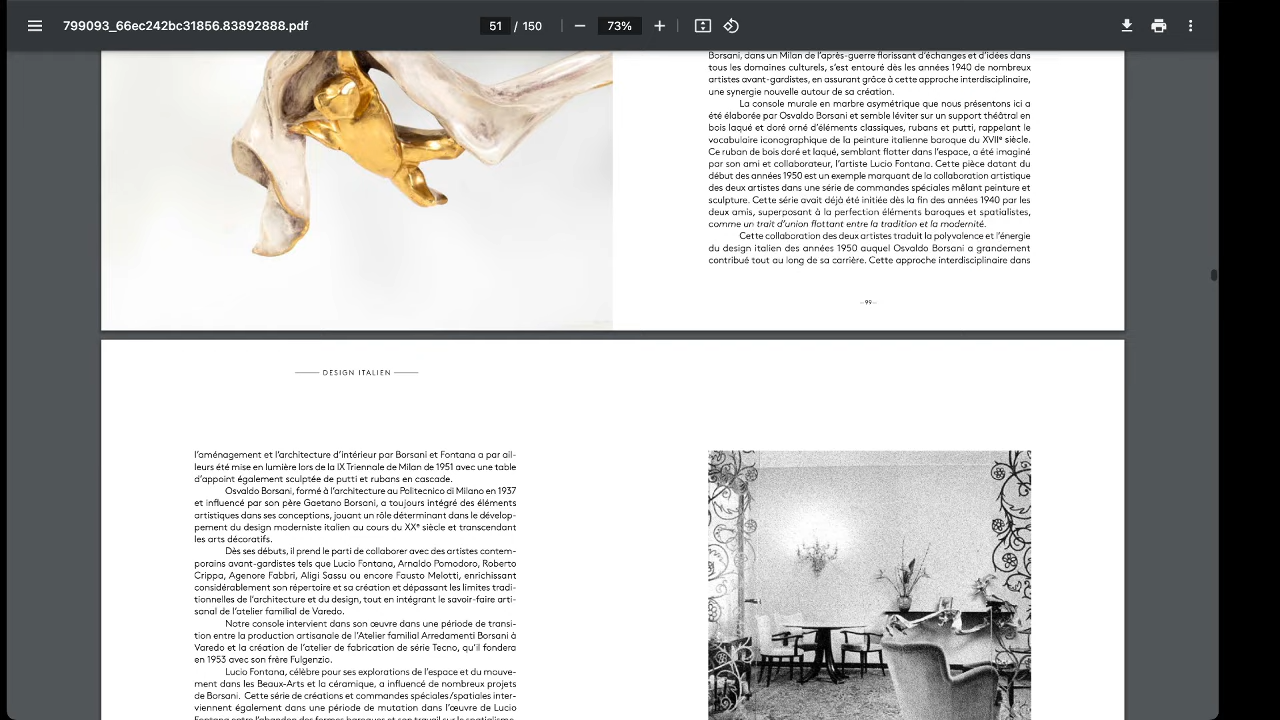 799093_66ec242bc31856.83892888.pdf
51 / 150
73%
Borsani, dans un Milan de l'après-guerre florissant d'échanges et d'idées dans
tous les domaines culturels, s'est entouré dès les années 1940 de nombreux
artistes avant-gardistes, en assurant grâce à cette approche interdisciplinaire,
une synergie nouvelle autour de sa création.
La console murale en marbre asymétrique que nous présentons ici a
été élaborée par Osvaldo Borsani et semble léviter sur un support théâtral en
bois laqué et doré orné d'éléments classiques, rubans et putti, rappelant le
vocabulaire iconographique de la peinture italienne baroque du XVIIᵉ siècle.
Ce ruban de bois doré et laqué, semblant flotter dans l'espace, a été imaginé
par son ami et collaborateur, l'artiste Lucio Fontana. Cette pièce datant du
début des années 1950 est un exemple marquant de la collaboration artistique
des deux artistes dans une série de commandes spéciales mêlant peinture et
sculpture. Cette série avait déjà été initiée dès la fin des années 1940 par les
deux amis, superposant à la perfection éléments baroques et spatialistes,
comme un trait d'union flottant entre la tradition et la modernité.
Cette collaboration des deux artistes traduit la polyvalence et l'énergie
du design italien des années 1950 auquel Osvaldo Borsani a grandement
contribué tout au long de sa carrière. Cette approche interdisciplinaire dans
–99–
DESIGN ITALIEN
l'aménagement et l'architecture d'intérieur par Borsani et Fontana a par ail-
leurs été mise en lumière lors de la IX Triennale de Milan de 1951 avec une table
d'appoint également sculptée de putti et rubans en cascade.
Osvaldo Borsani, formé à l'architecture au Politecnico di Milano en 1937
et influencé par son père Gaetano Borsani, a toujours intégré des éléments
artistiques dans ses conceptions, jouant un rôle déterminant dans le dévelop-
pement du design moderniste italien au cours du XXᵉ siècle et transcendant
les arts décoratifs.
Dès ses débuts, il prend le parti de collaborer avec des artistes contem-
porains avant-gardistes tels que Lucio Fontana, Arnaldo Pomodoro, Roberto
Crippa, Agenore Fabbri, Aligi Sassu ou encore Fausto Melotti, enrichissant
considérablement son répertoire et sa création et dépassant les limites tradi-
tionnelles de l'architecture et du design, tout en intégrant le savoir-faire arti-
sanal de l'atelier familial de Varedo.
Notre console intervient dans son œuvre dans une période de transi-
tion entre la production artisanale de l'Atelier familial Arredamenti Borsani à
Varedo et la création de l'atelier de fabrication de série Tecno, qu'il fondera
en 1953 avec son frère Fulgenzio.
Lucio Fontana, célèbre pour ses explorations de l'espace et du mouve-
ment dans les Beaux-Arts et la céramique, a influencé de nombreux projets
de Borsani. Cette série de créations et commandes spéciales/spatiales inter-
viennent également dans une période de mutation dans l'œuvre de Lucio
Fontana entre l'abandon des formes baroques et son travail sur le spatialisme.